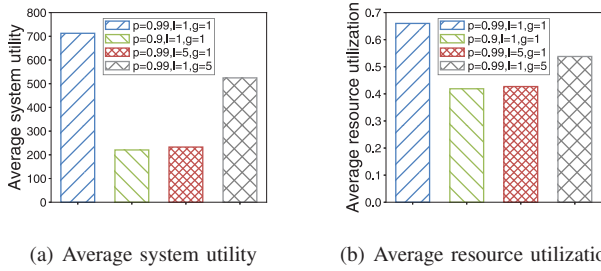 Average system utility
800
700
600
500
400
300
200
100
0
p=0.99,l=1,g=1
p=0.9,l=1,g=1
p=0.99,l=5,g=1
p=0.99,l=1,g=5
(a) Average system utility
Average resource utilization
0.7
0.6
0.5
0.4
0.3
0.2
0.1
0.0
p=0.99,l=1,g=1
p=0.9,l=1,g=1
p=0.99,l=5,g=1
p=0.99,l=1,g=5
(b) Average resource utilizatio